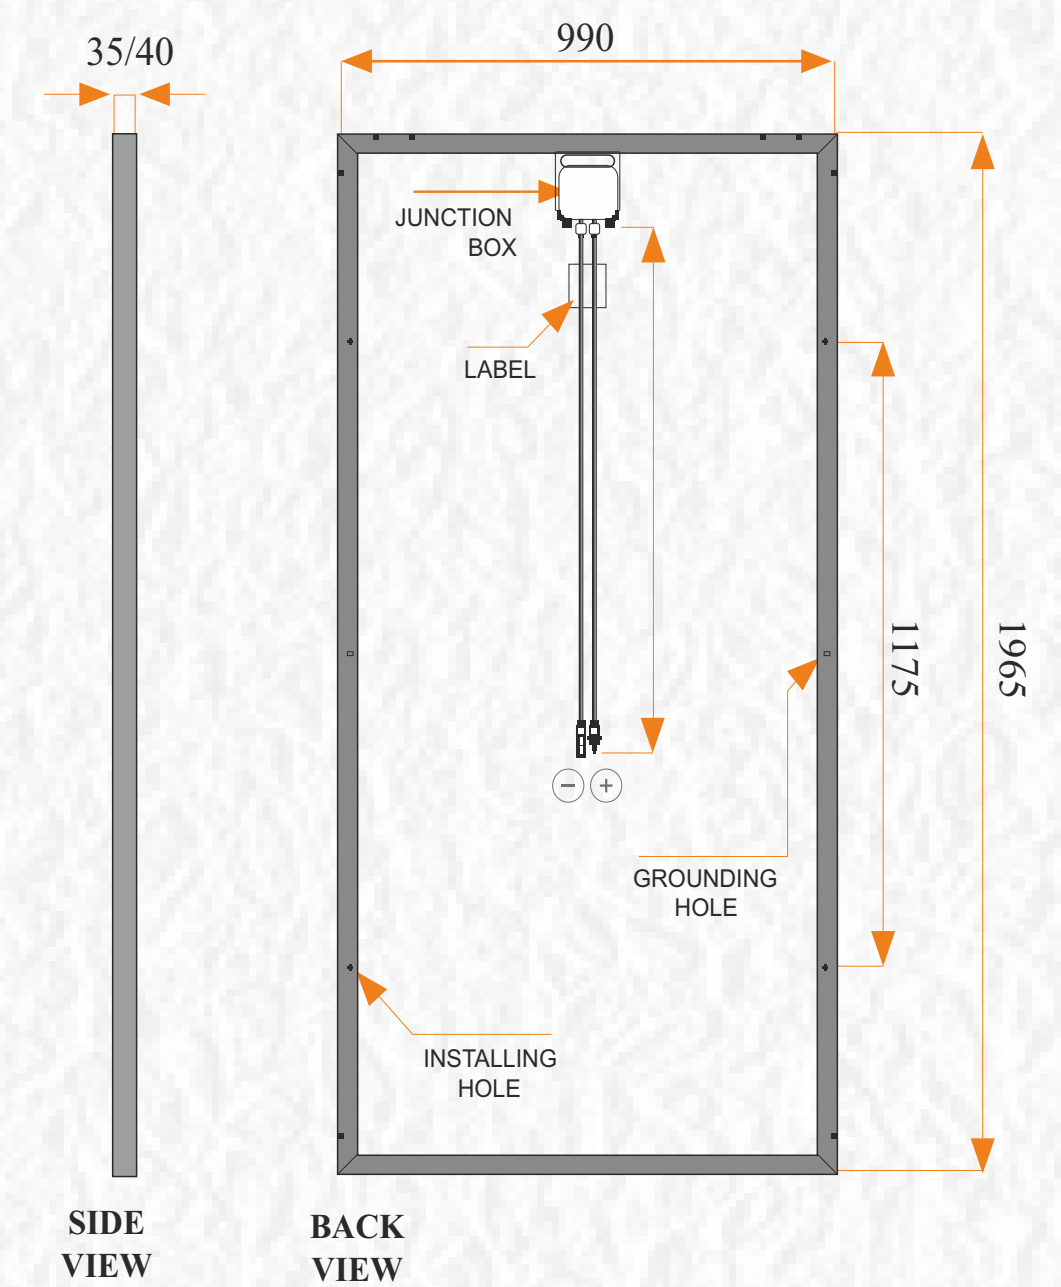 35/40
990
JUNCTION
BOX
LABEL
1175
1965
− +
GROUNDING
HOLE
INSTALLING
HOLE
SIDE
VIEW
BACK
VIEW